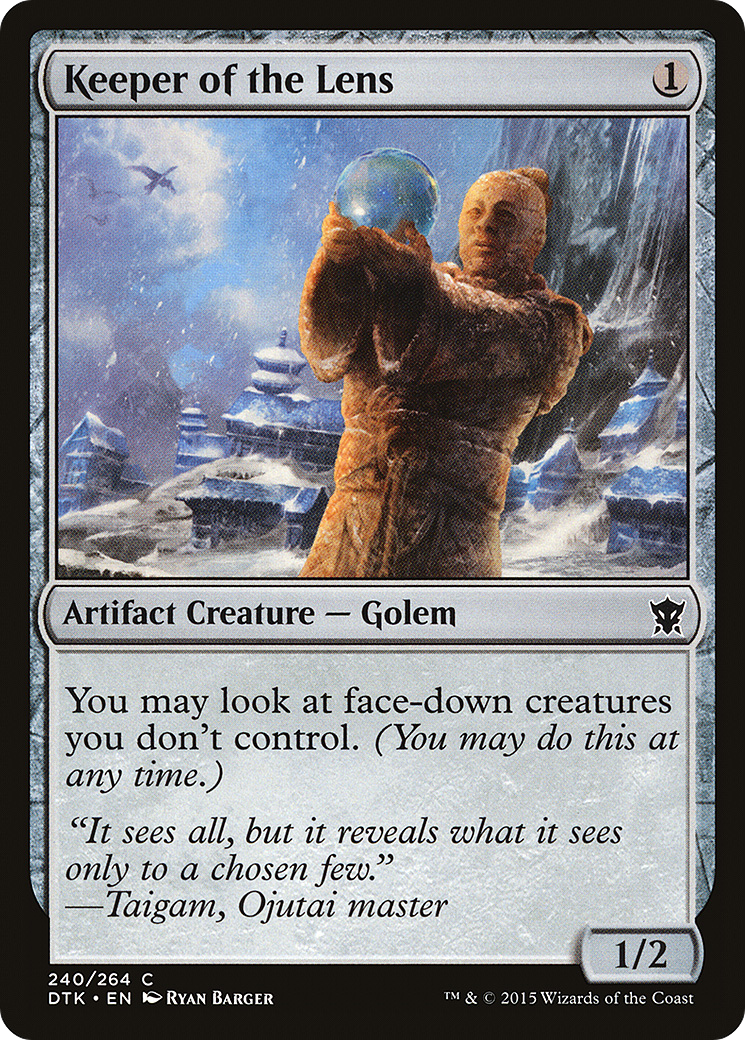 Keeper of the Lens 1
Artifact Creature — Golem
You may look at face-down creatures
you don't control. (You may do this at
any time.)
"It sees all, but it reveals what it sees
only to a chosen few."
—Taigam, Ojutai master
1/2
240/264 C
DTK • EN Ryan Barger
™ & © 2015 Wizards of the Coast